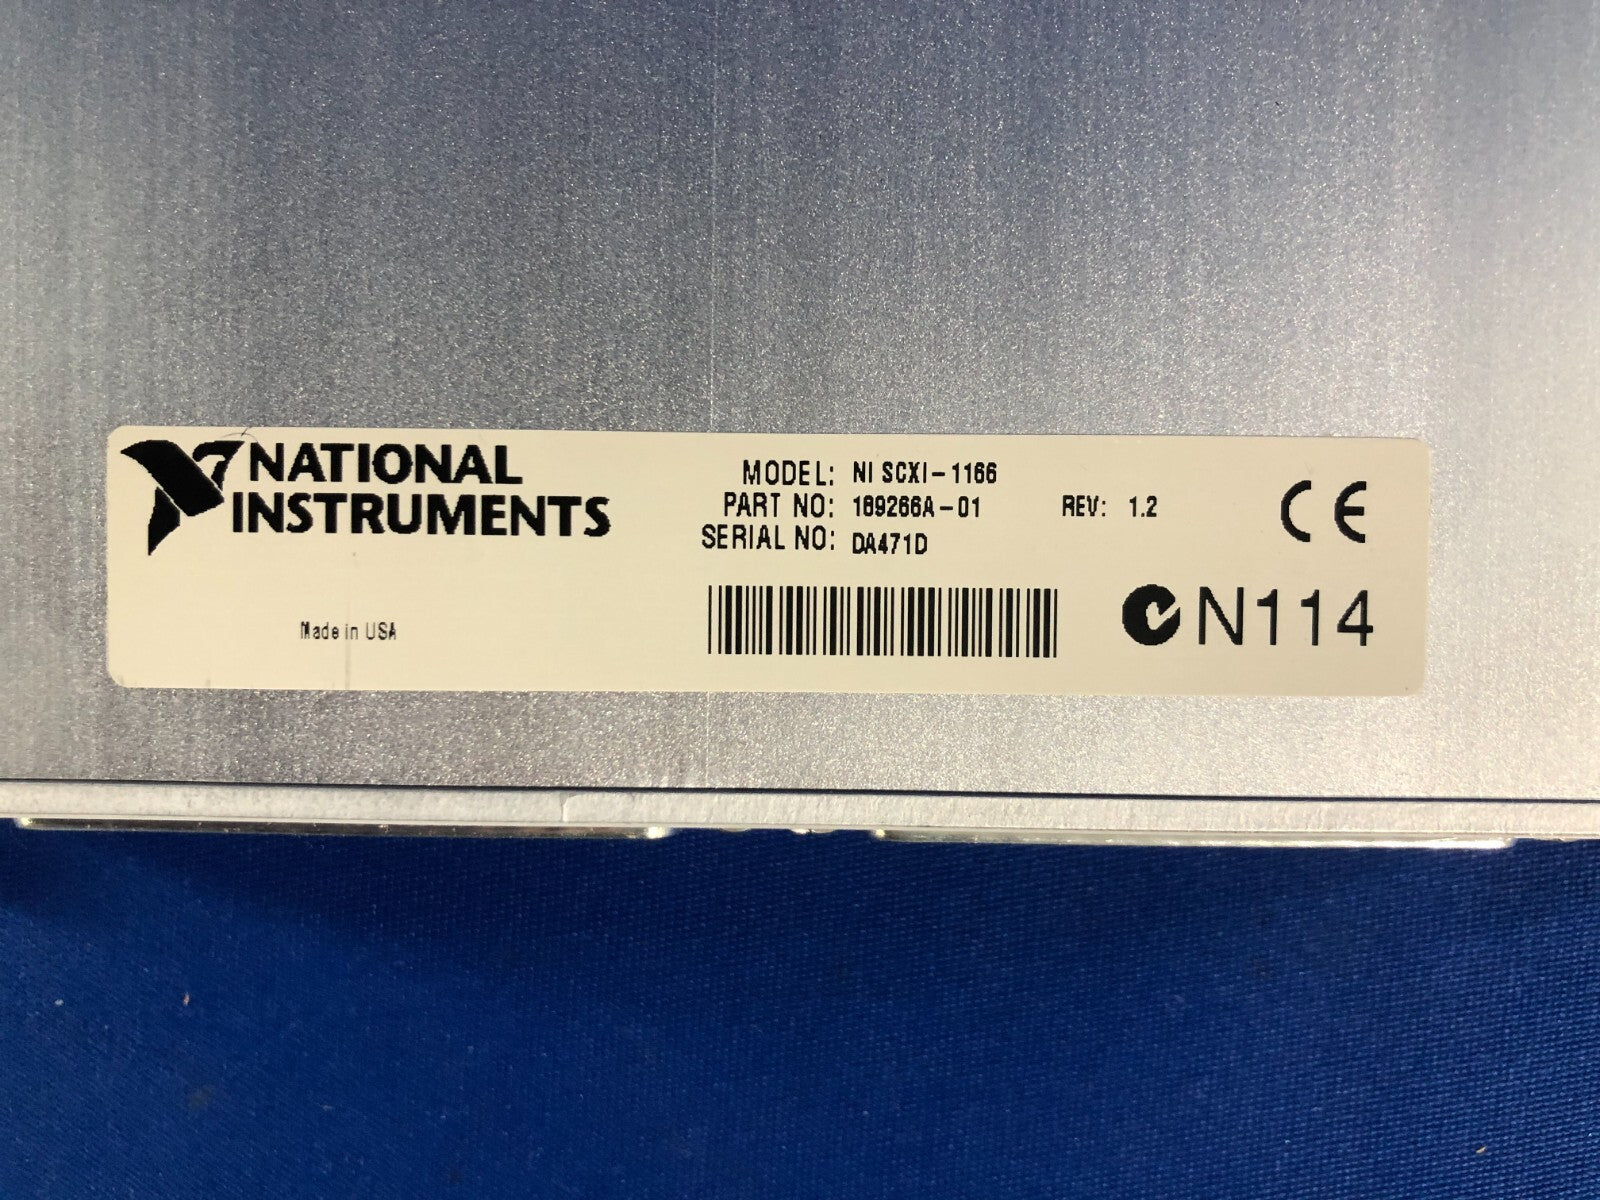 NATIONAL
INSTRUMENTS
MODEL: NI SCXI-1166
PART NO: 189266A-01 REV: 1.2
SERIAL NO: DA471D
Made in USA
CE
N114